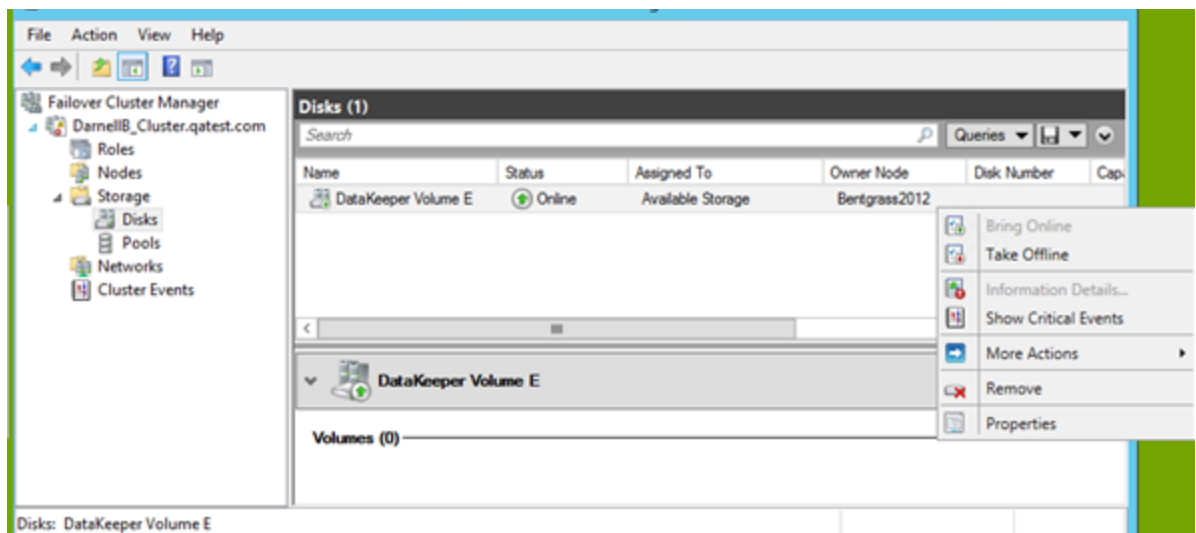 File Action View Help
Failover Cluster Manager
DarnellB_Cluster.qatest.com
Roles
Nodes
Storage
Disks
Pools
Networks
Cluster Events
Disks (1)
Search
Queries
Name Status Assigned To Owner Node Disk Number
DataKeeper Volume E Online Available Storage Bentgrass2012
Bring Online
Take Offline
Information Details...
Show Critical Events
More Actions
Remove
Properties
DataKeeper Volume E
Volumes (0)
Disks: DataKeeper Volume E